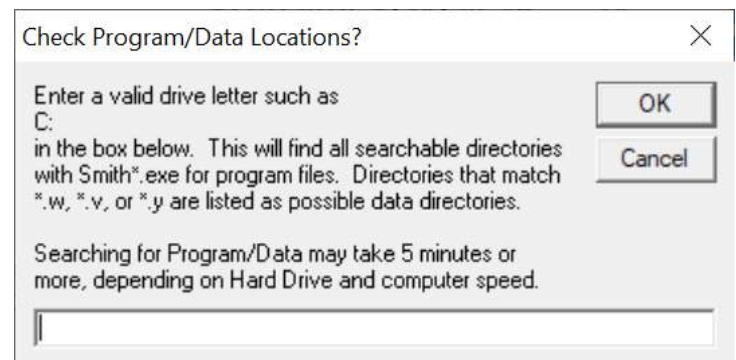 Check Program/Data Locations?
Enter a valid drive letter such as
C:
in the box below.  This will find all searchable directories
with Smith*.exe for program files.  Directories that match
*.w, *.v, or *.y are listed as possible data directories.
Searching for Program/Data may take 5 minutes or
more, depending on Hard Drive and computer speed.
OK
Cancel